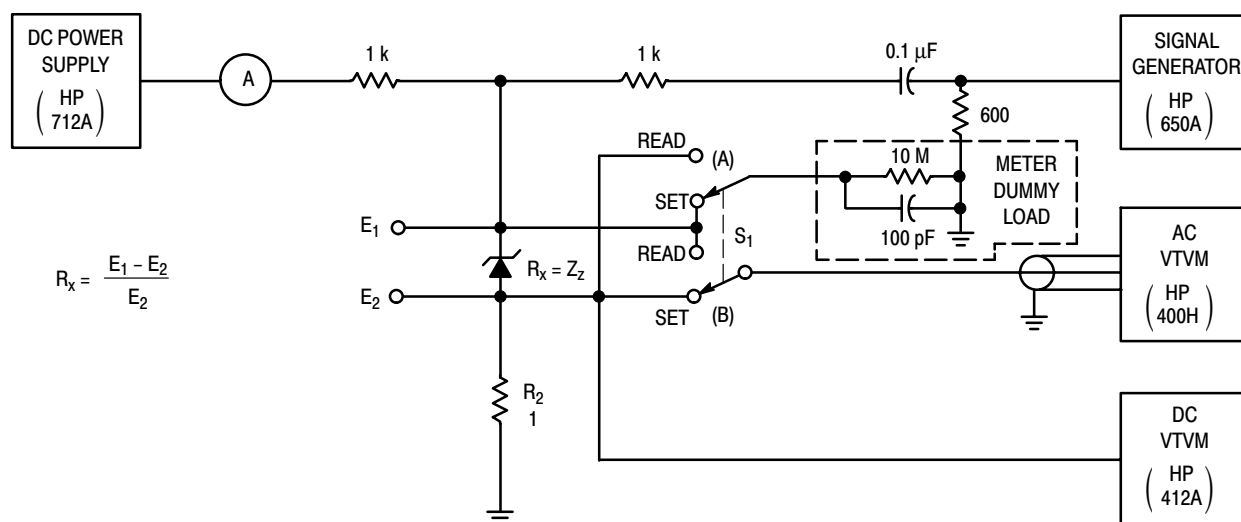 DC POWER
SUPPLY
( HP
712A )
A
1 k
1 k
0.1 μF
SIGNAL
GENERATOR
( HP
650A )
600
READ
(A)
10 M
METER
DUMMY
LOAD
SET
100 pF
E1
READ
S1
AC
VTVM
( HP
400H )
Rx = E1 – E2
E2
Rx = Zz
E2
SET
(B)
R2
1
DC
VTVM
( HP
412A )